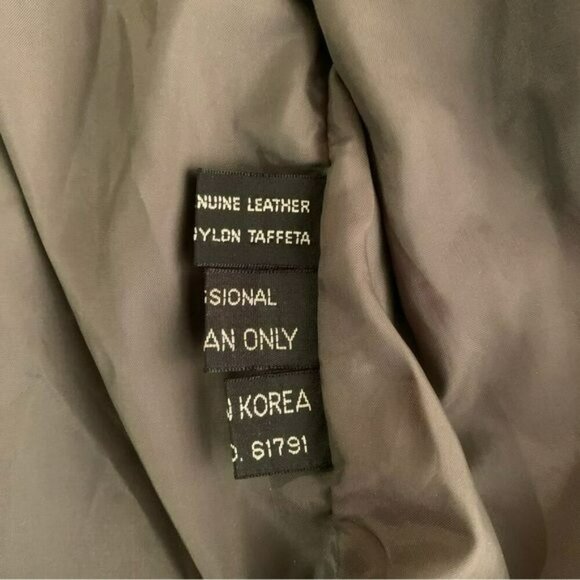 NUINE LEATHER
NYLON TAFFETA
SSIONAL
AN ONLY
N KOREA
O. 61791